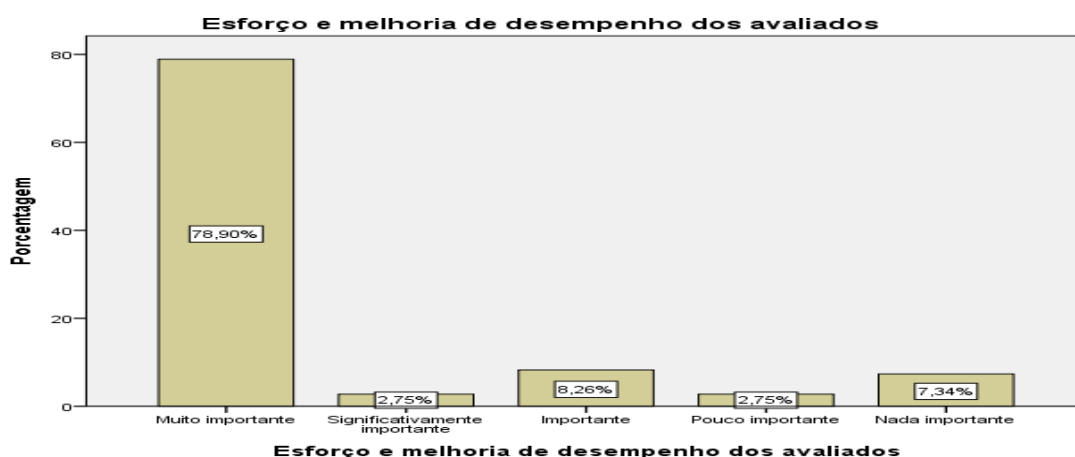 Esforço e melhoria de desempenho dos avaliados
80
60
40
20
0
Porcentagem
78,90%
2,75%
8,26%
2,75%
7,34%
Muito importante
Significativamente
importante
Importante
Pouco importante
Nada importante
Esforço e melhoria de desempenho dos avaliados